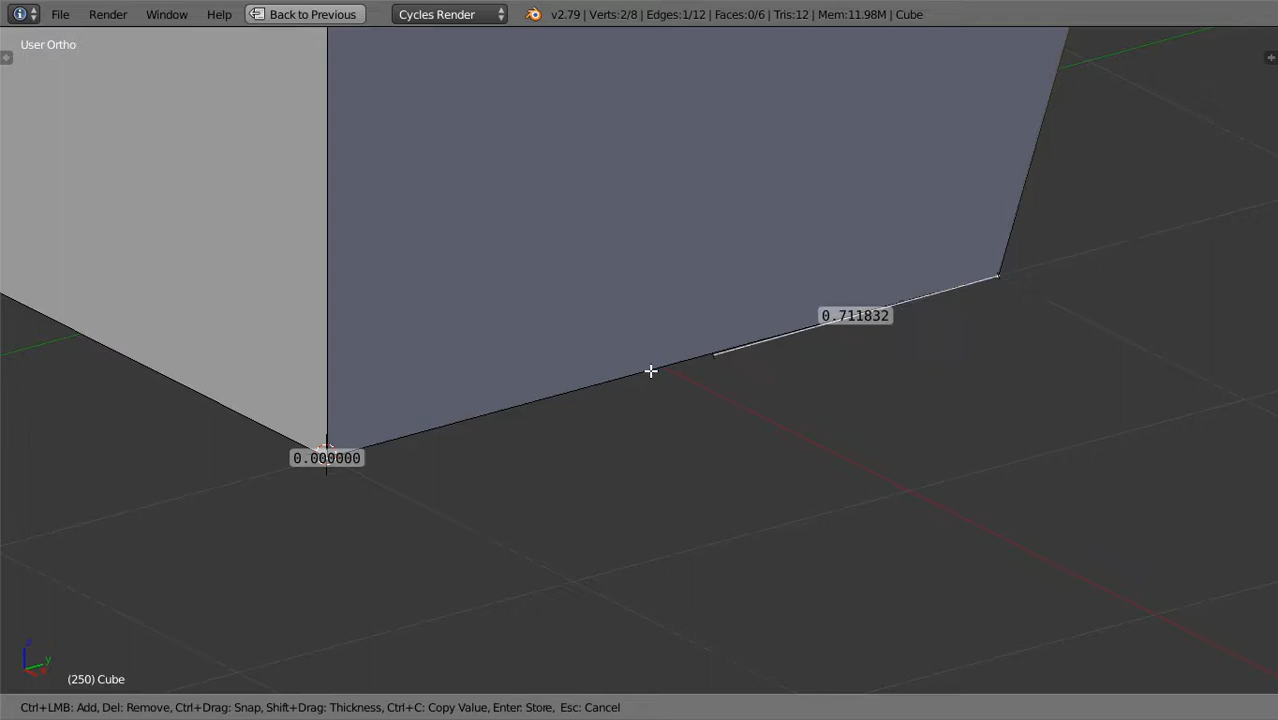 File Render Window Help Back to Previous Cycles Render v2.79 | Verts:2/8 | Edges:1/12 | Faces:0/6 | Tris:12 | Mem:11.98M | Cube
User Ortho
0.711832
0.000000
z
y
x
(250) Cube
Ctrl+LMB: Add, Del: Remove, Ctrl+Drag: Snap, Shift+Drag: Thickness, Ctrl+C: Copy Value, Enter: Store,  Esc: Cancel